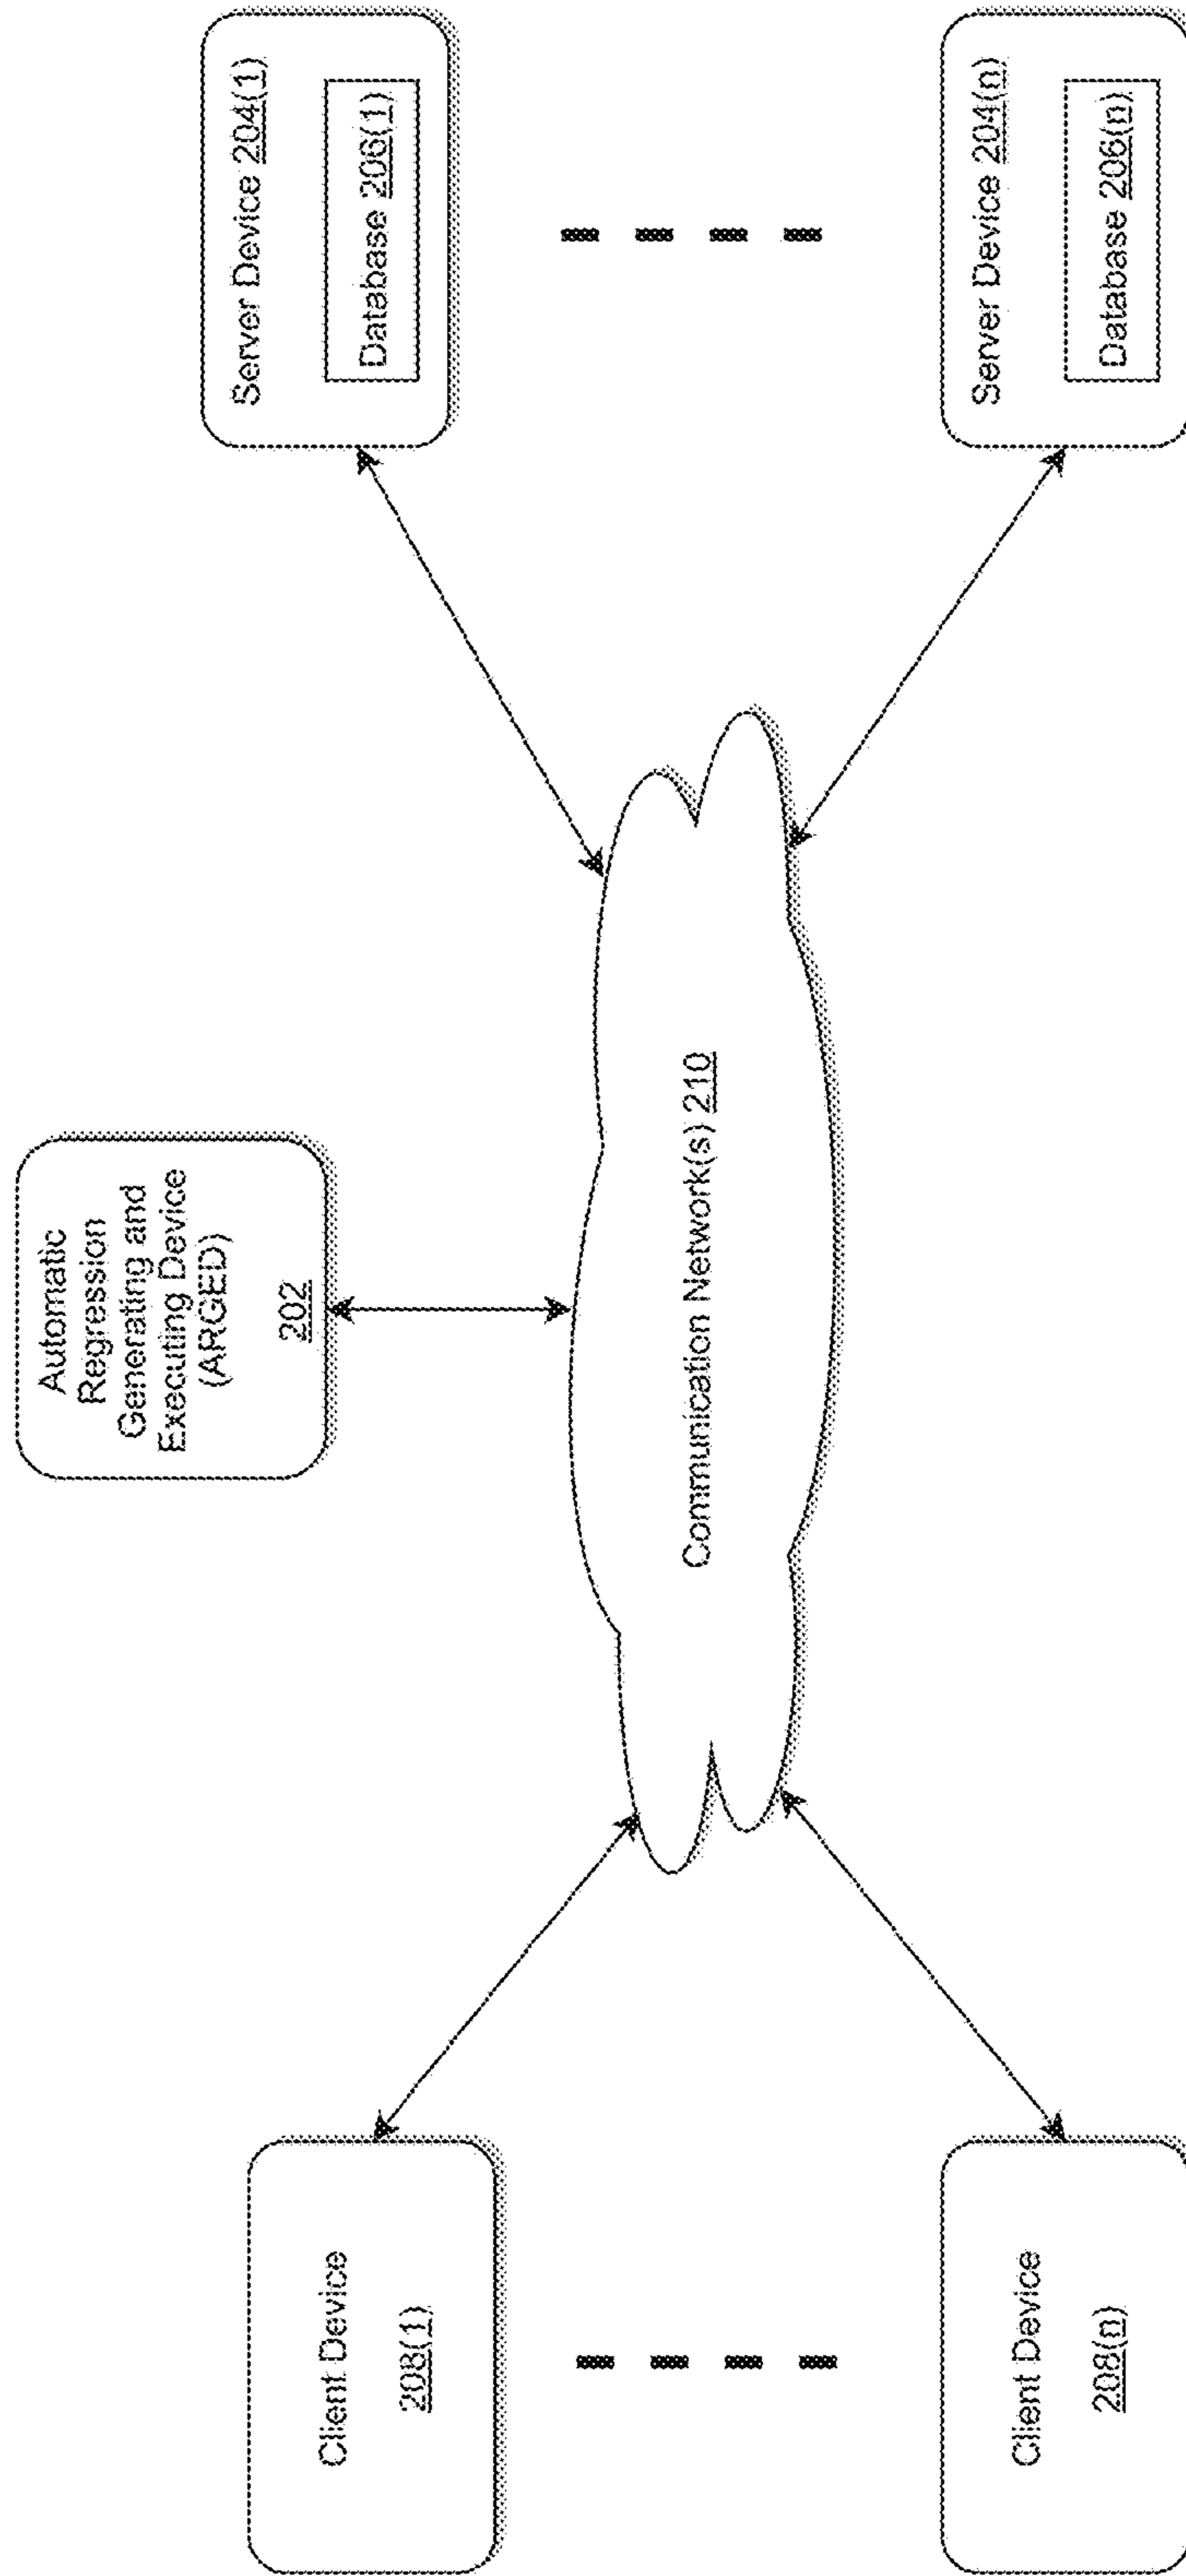 Automatic
Regression
Generating and
Executing Device
(ARGED)
202
Server Device 204(1)
Database 206(1)
Client Device
208(1)
Communication Network(s) 210
Server Device 204(n)
Database 206(n)
Client Device
208(n)